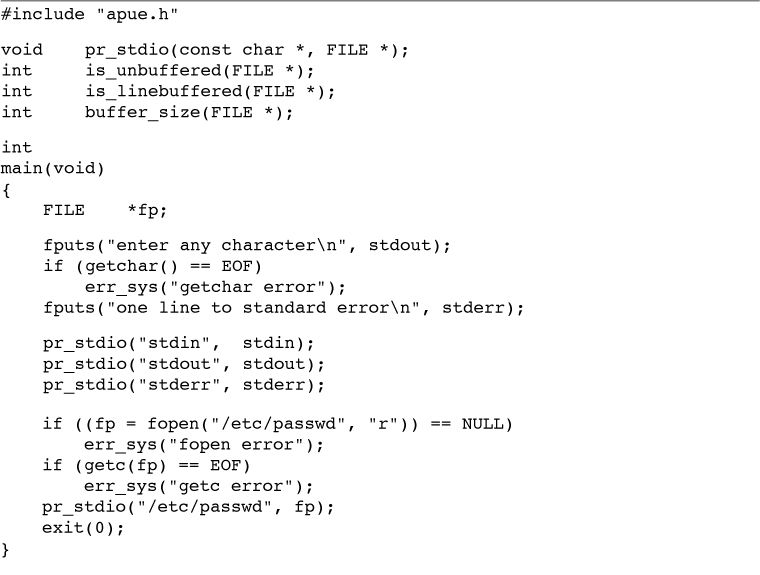 #include "apue.h"
void    pr_stdio(const char *, FILE *);
int     is_unbuffered(FILE *);
int     is_linebuffered(FILE *);
int     buffer_size(FILE *);
int
main(void)
{
    FILE    *fp;
    fputs("enter any character\n", stdout);
    if (getchar() == EOF)
        err_sys("getchar error");
    fputs("one line to standard error\n", stderr);
    pr_stdio("stdin",  stdin);
    pr_stdio("stdout", stdout);
    pr_stdio("stderr", stderr);
    if ((fp = fopen("/etc/passwd", "r")) == NULL)
        err_sys("fopen error");
    if (getc(fp) == EOF)
        err_sys("getc error");
    pr_stdio("/etc/passwd", fp);
    exit(0);
}